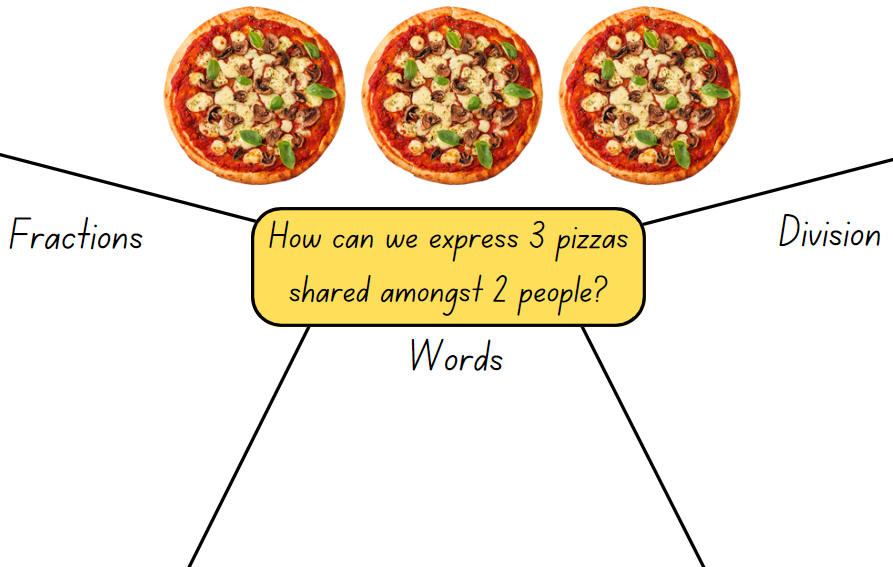 How can we express 3 pizzas
shared amongst 2 people?
Fractions
Division
Words